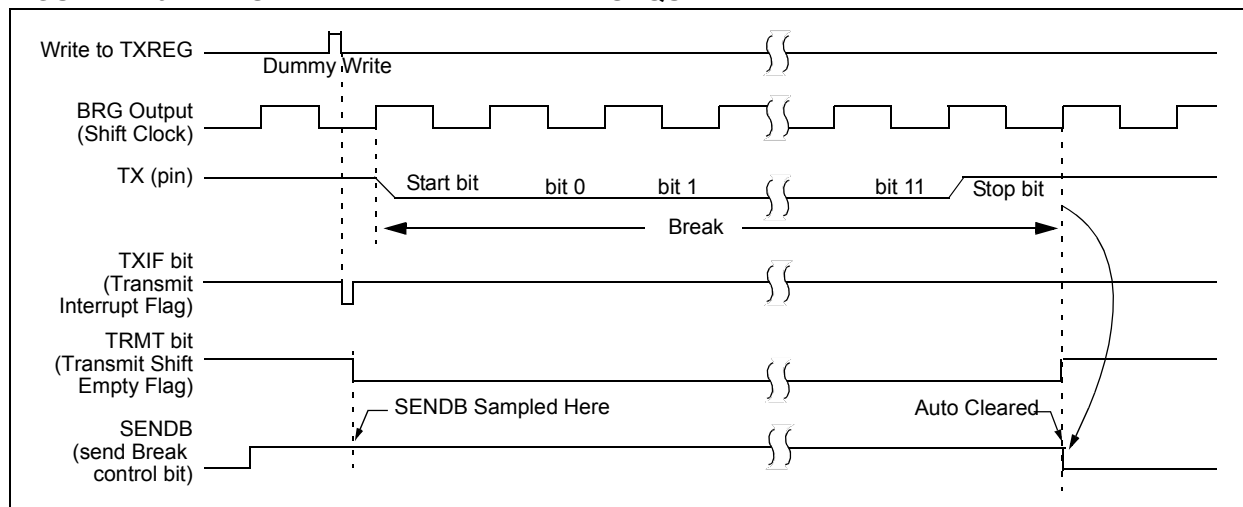 Write to TXREG
Dummy Write
BRG Output
(Shift Clock)
TX (pin)
Start bit
bit 0
bit 1
bit 11
Stop bit
Break
TXIF bit
(Transmit
Interrupt Flag)
TRMT bit
(Transmit Shift
Empty Flag)
SENDB Sampled Here
Auto Cleared
SENDB
(send Break
control bit)